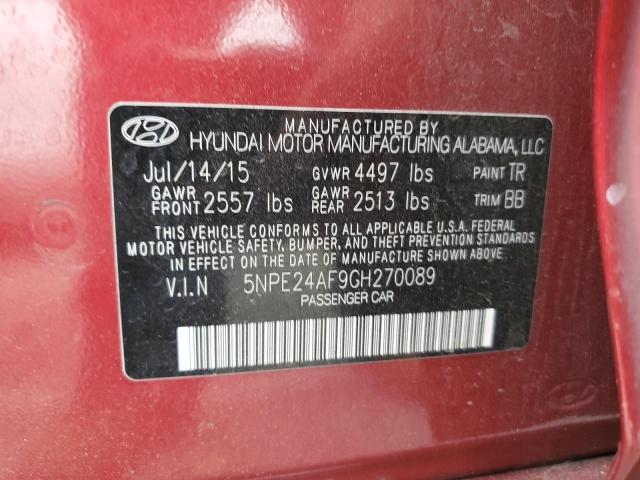 MANUFACTURED BY
HYUNDAI MOTOR MANUFACTURING ALABAMA, LLC
Jul/14/15 GVWR 4497 lbs PAINT TR
GAWR FRONT 2557 lbs GAWR REAR 2513 lbs TRIM BB
THIS VEHICLE CONFORMS TO ALL APPLICABLE U.S.A. FEDERAL
MOTOR VEHICLE SAFETY, BUMPER, AND THEFT PREVENTION
STANDARDS IN EFFECT ON THE DATE OF MANUFACTURE SHOWN
ABOVE.
V.I.N 5NPE24AF9GH270089
PASSENGER CAR